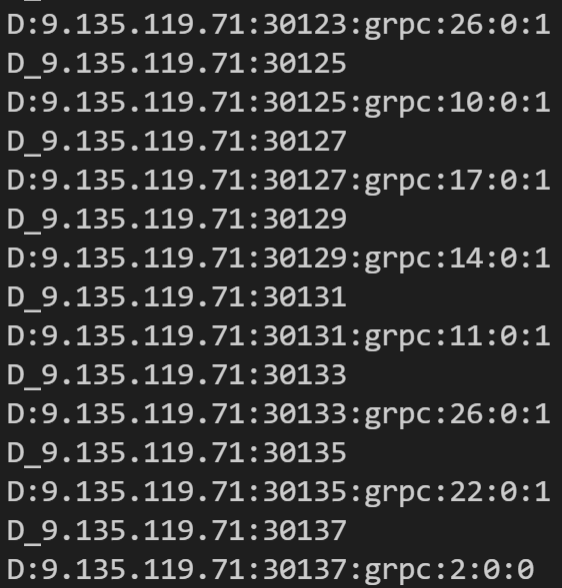 D:9.135.119.71:30123:grpc:26:0:1
D_9.135.119.71:30125
D:9.135.119.71:30125:grpc:10:0:1
D_9.135.119.71:30127
D:9.135.119.71:30127:grpc:17:0:1
D_9.135.119.71:30129
D:9.135.119.71:30129:grpc:14:0:1
D_9.135.119.71:30131
D:9.135.119.71:30131:grpc:11:0:1
D_9.135.119.71:30133
D:9.135.119.71:30133:grpc:26:0:1
D_9.135.119.71:30135
D:9.135.119.71:30135:grpc:22:0:1
D_9.135.119.71:30137
D:9.135.119.71:30137:grpc:2:0:0